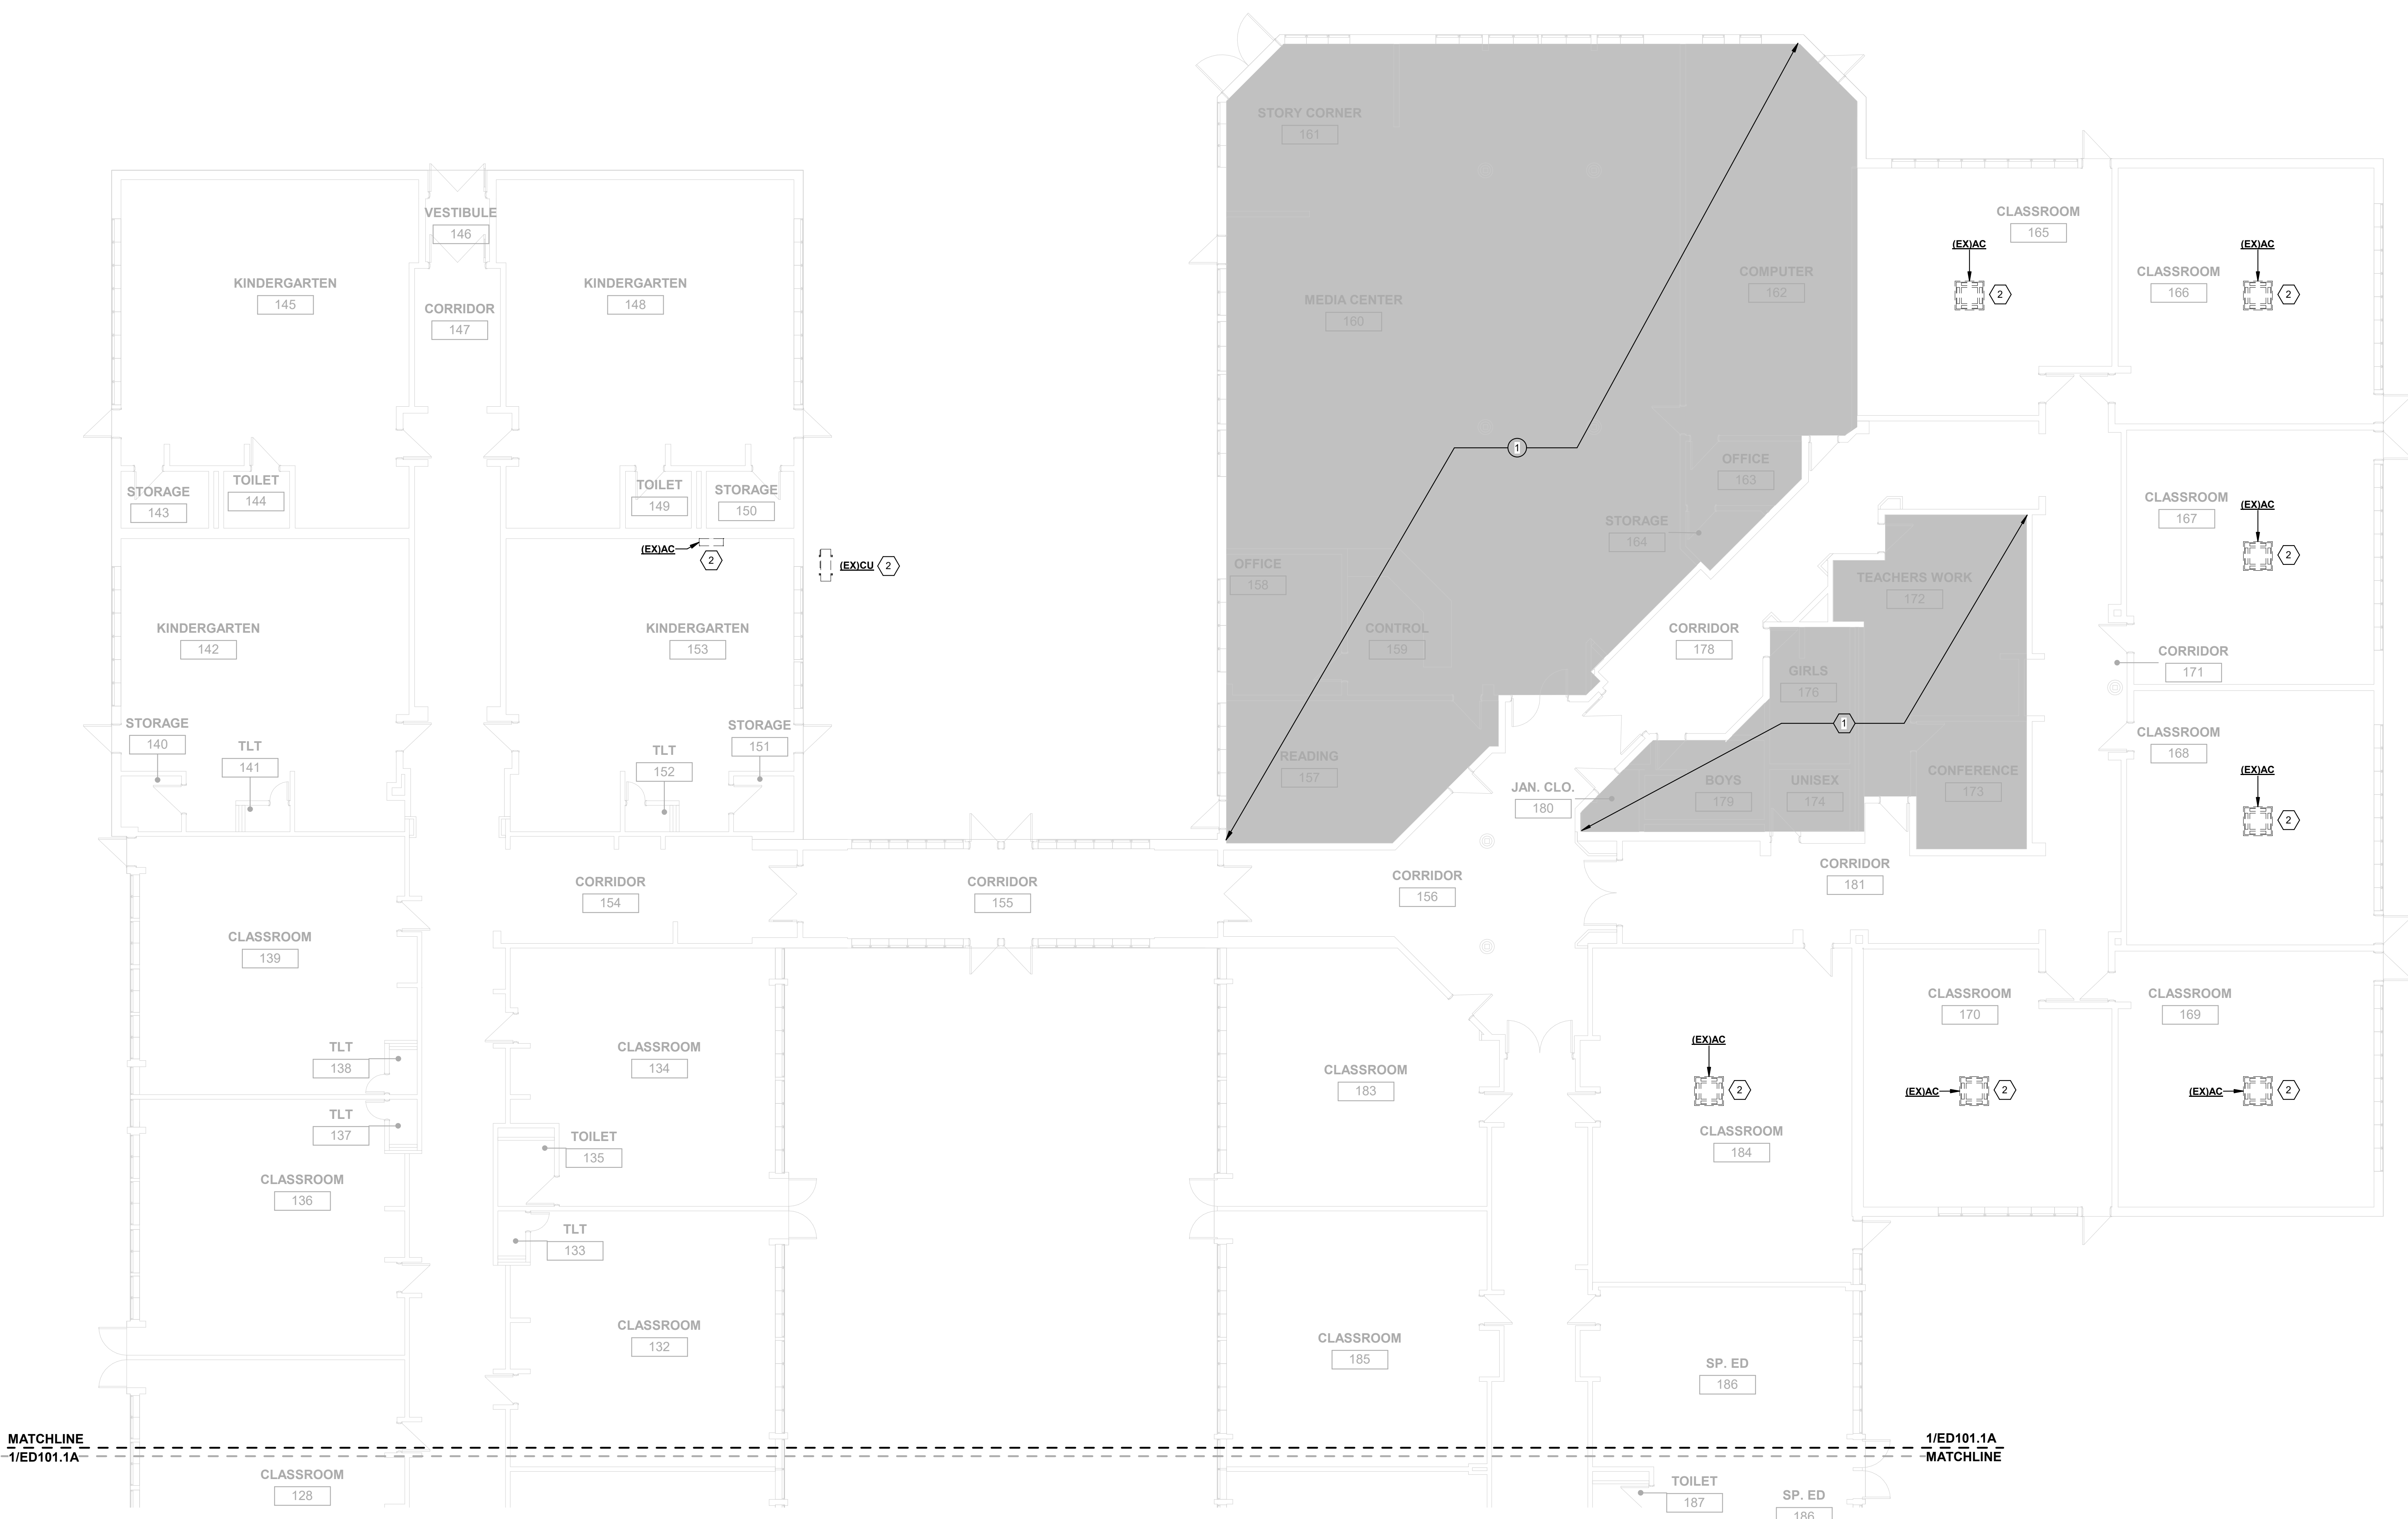 STORY CORNER
161
VESTIBULE
146
CLASSROOM
165
(EX)AC
2
(EX)AC
CLASSROOM
166
2
KINDERGARTEN
145
KINDERGARTEN
148
CORRIDOR
147
MEDIA CENTER
160
COMPUTER
162
1
OFFICE
163
STORAGE
143
TOILET
144
TOILET
149
STORAGE
150
CLASSROOM
167
(EX)AC
2
STORAGE
164
(EX)AC
2
(EX)CU
2
OFFICE
158
TEACHERS WORK
172
KINDERGARTEN
142
KINDERGARTEN
153
CONTROL
159
CORRIDOR
178
CORRIDOR
171
GIRLS
176
1
STORAGE
140
TLT
141
TLT
152
STORAGE
151
READING
157
CLASSROOM
168
(EX)AC
2
JAN. CLO.
180
BOYS
179
UNISEX
174
CONFERENCE
173
CORRIDOR
154
CORRIDOR
155
CORRIDOR
156
CORRIDOR
181
CLASSROOM
139
CLASSROOM
170
CLASSROOM
169
TLT
138
CLASSROOM
134
CLASSROOM
183
(EX)AC
2
(EX)AC
2
(EX)AC
2
TLT
137
TOILET
135
CLASSROOM
184
CLASSROOM
136
TLT
133
CLASSROOM
132
CLASSROOM
185
SP. ED
186
MATCHLINE
1/ED101.1A
1/ED101.1A
MATCHLINE
CLASSROOM
128
TOILET
187
SP. ED
186